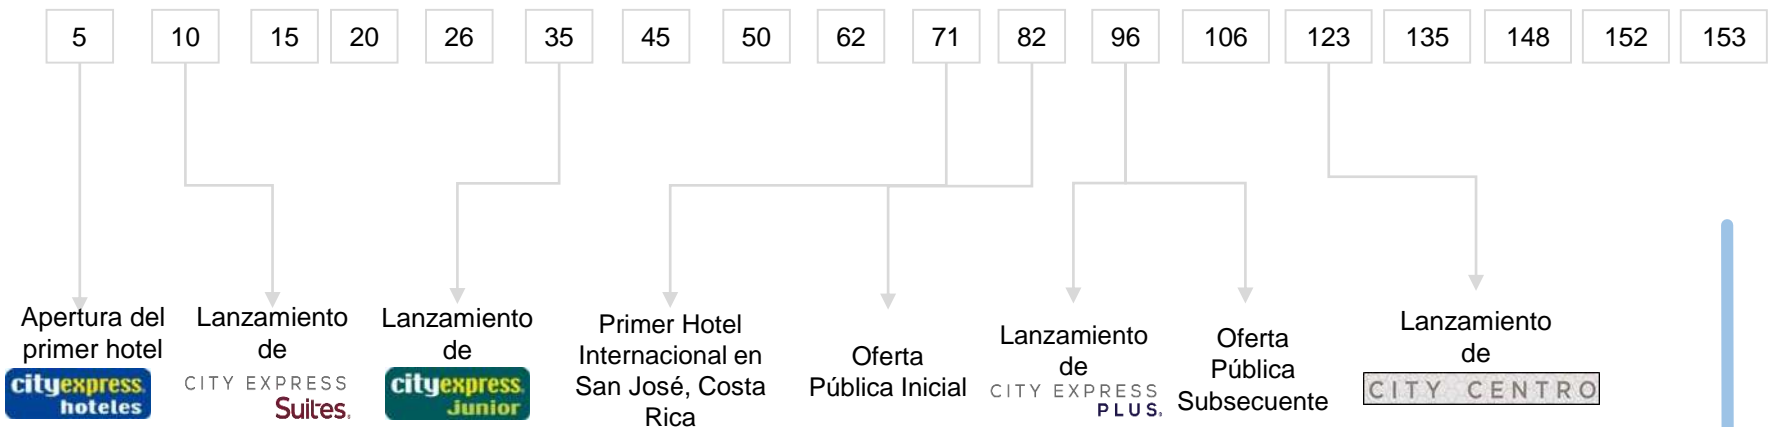 5 10 15 20 26 35 45 50 62 71 82 96 106 123 135 148 152 153
Apertura del
primer hotel
cityexpress.
hoteles
Lanzamiento
de
CITY EXPRESS
Suites.
Lanzamiento
de
cityexpress.
Junior
Primer Hotel
Internacional en
San José, Costa
Rica
Oferta
Pública Inicial
Lanzamiento
de
CITY EXPRESS
PLUS.
Oferta
Pública
Subsecuente
Lanzamiento
de
CITY CENTRO